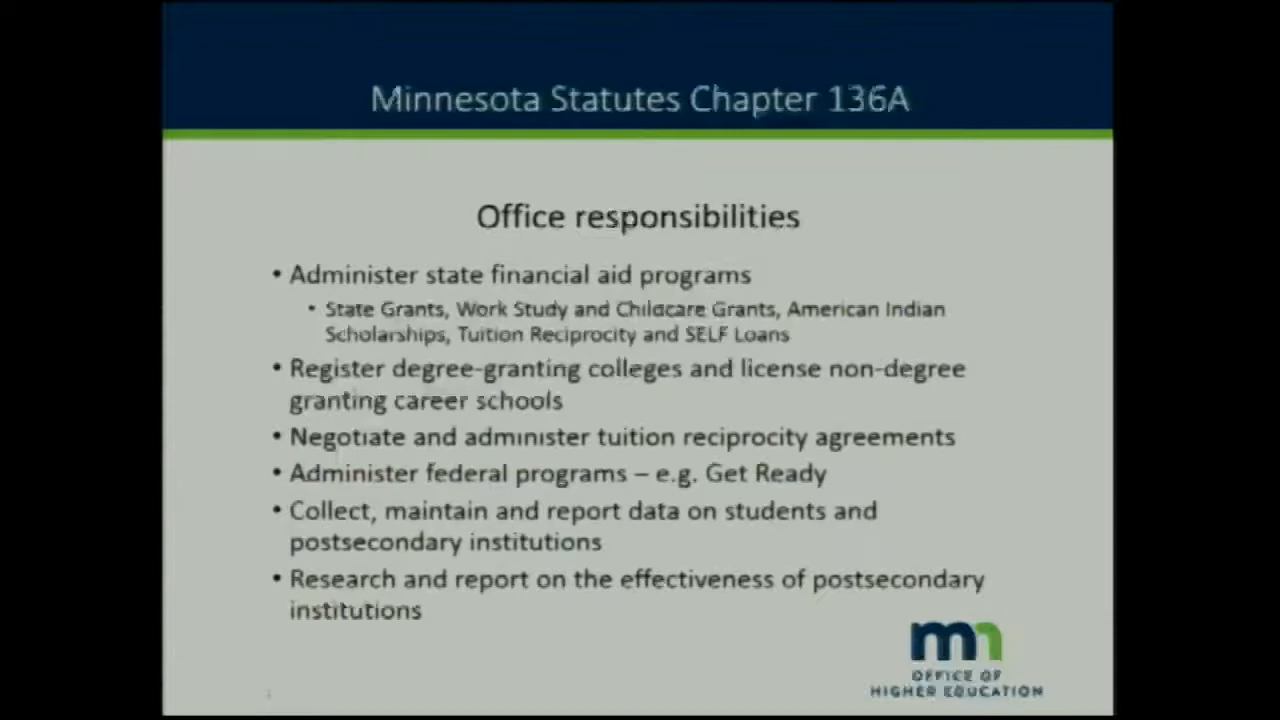 Minnesota Statutes Chapter 136A
Office responsibilities
• Administer state financial aid programs
• State Grants, Work Study and Childcare Grants, American Indian
Scholarships, Tuition Reciprocity and SELF Loans
• Register degree-granting colleges and license non-degree
granting career schools
• Negotiate and administer tuition reciprocity agreements
• Administer federal programs – e.g. Get Ready
• Collect, maintain and report data on students and
postsecondary institutions
• Research and report on the effectiveness of postsecondary
institutions
mn
OFFICE OF
HIGHER EDUCATION